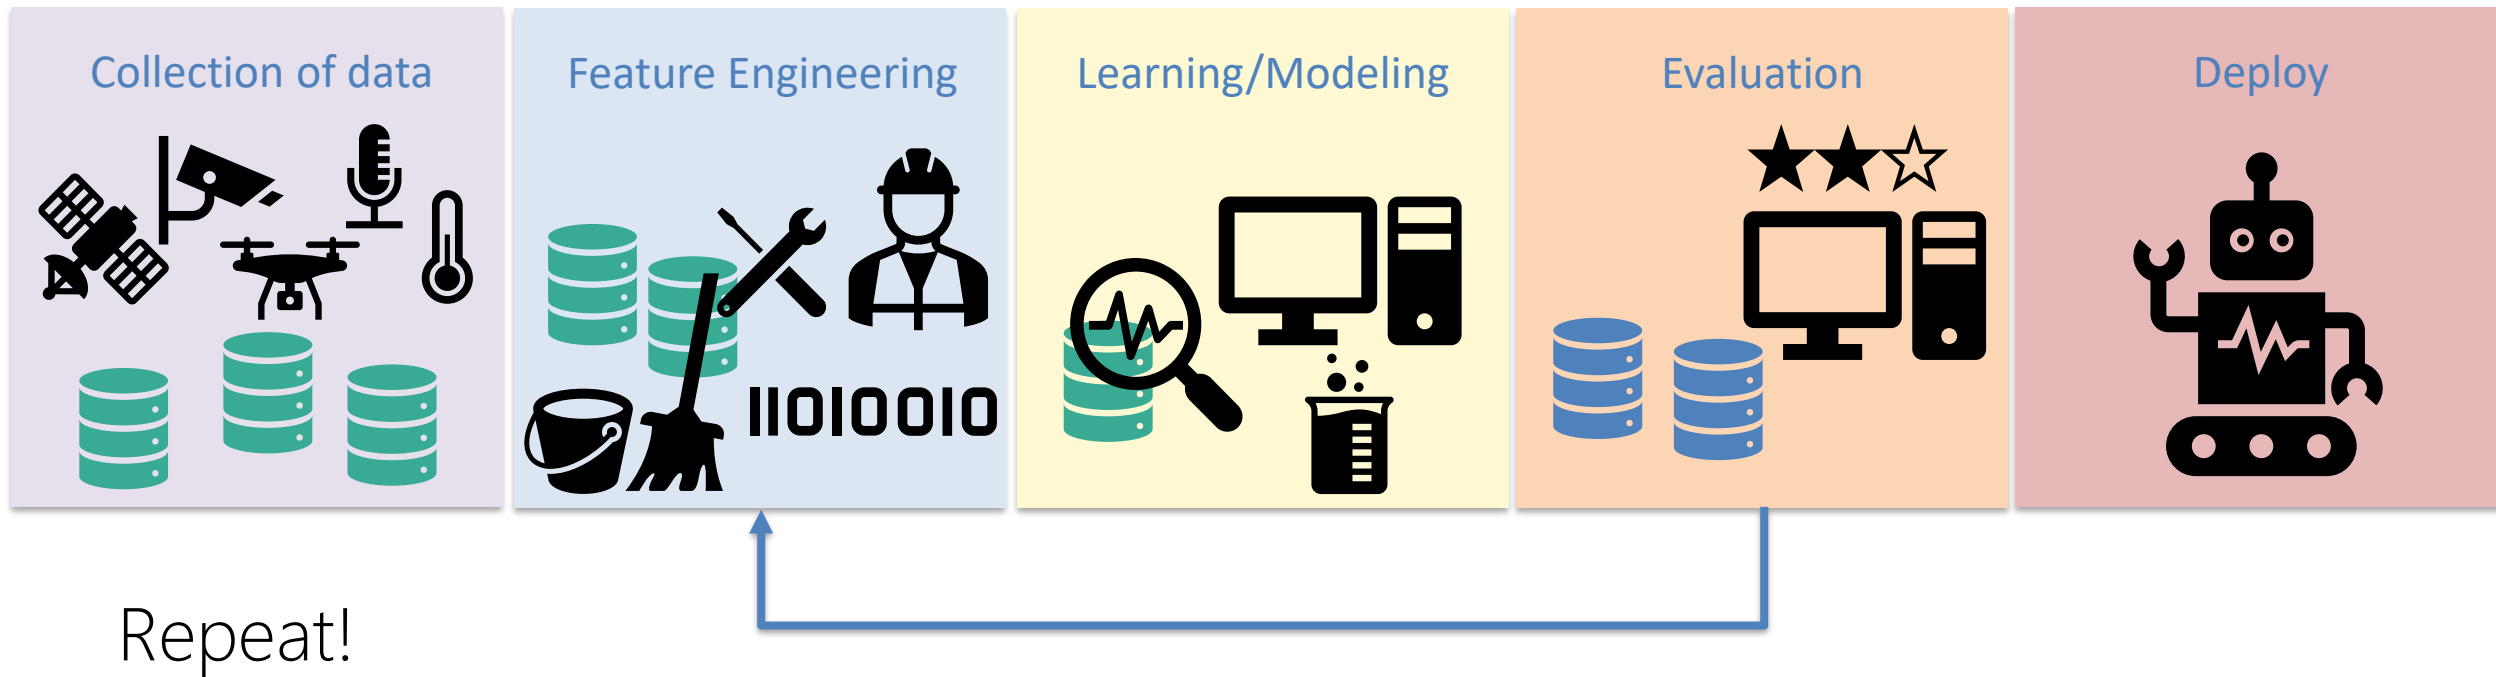 Collection of data
Feature Engineering
Learning/Modeling
Evaluation
Deploy
11010010
Repeat!